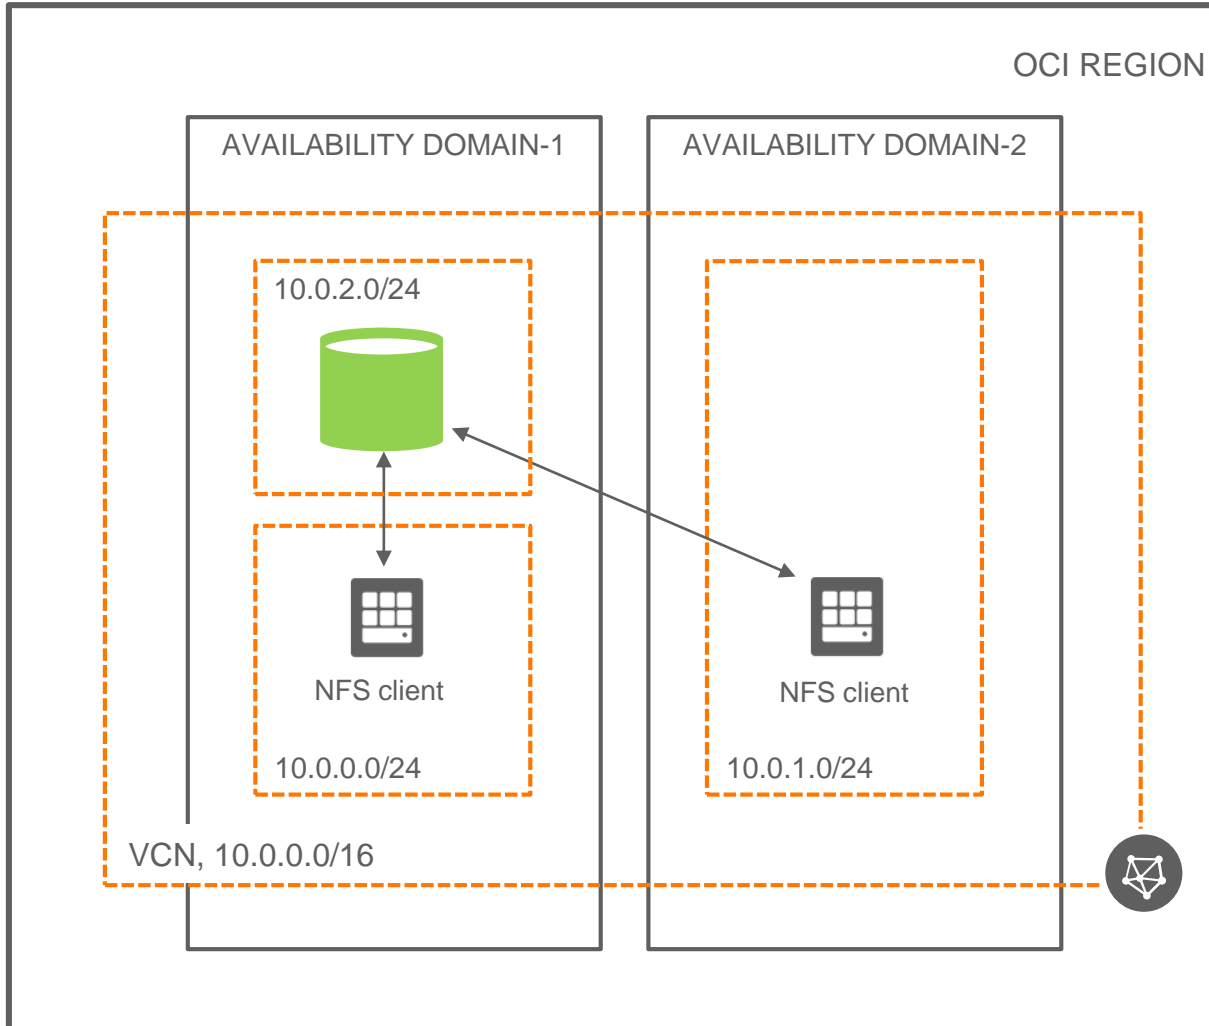 OCI REGION
AVAILABILITY DOMAIN-1
AVAILABILITY DOMAIN-2
10.0.2.0/24
NFS client
NFS client
10.0.0.0/24
10.0.1.0/24
VCN, 10.0.0.0/16